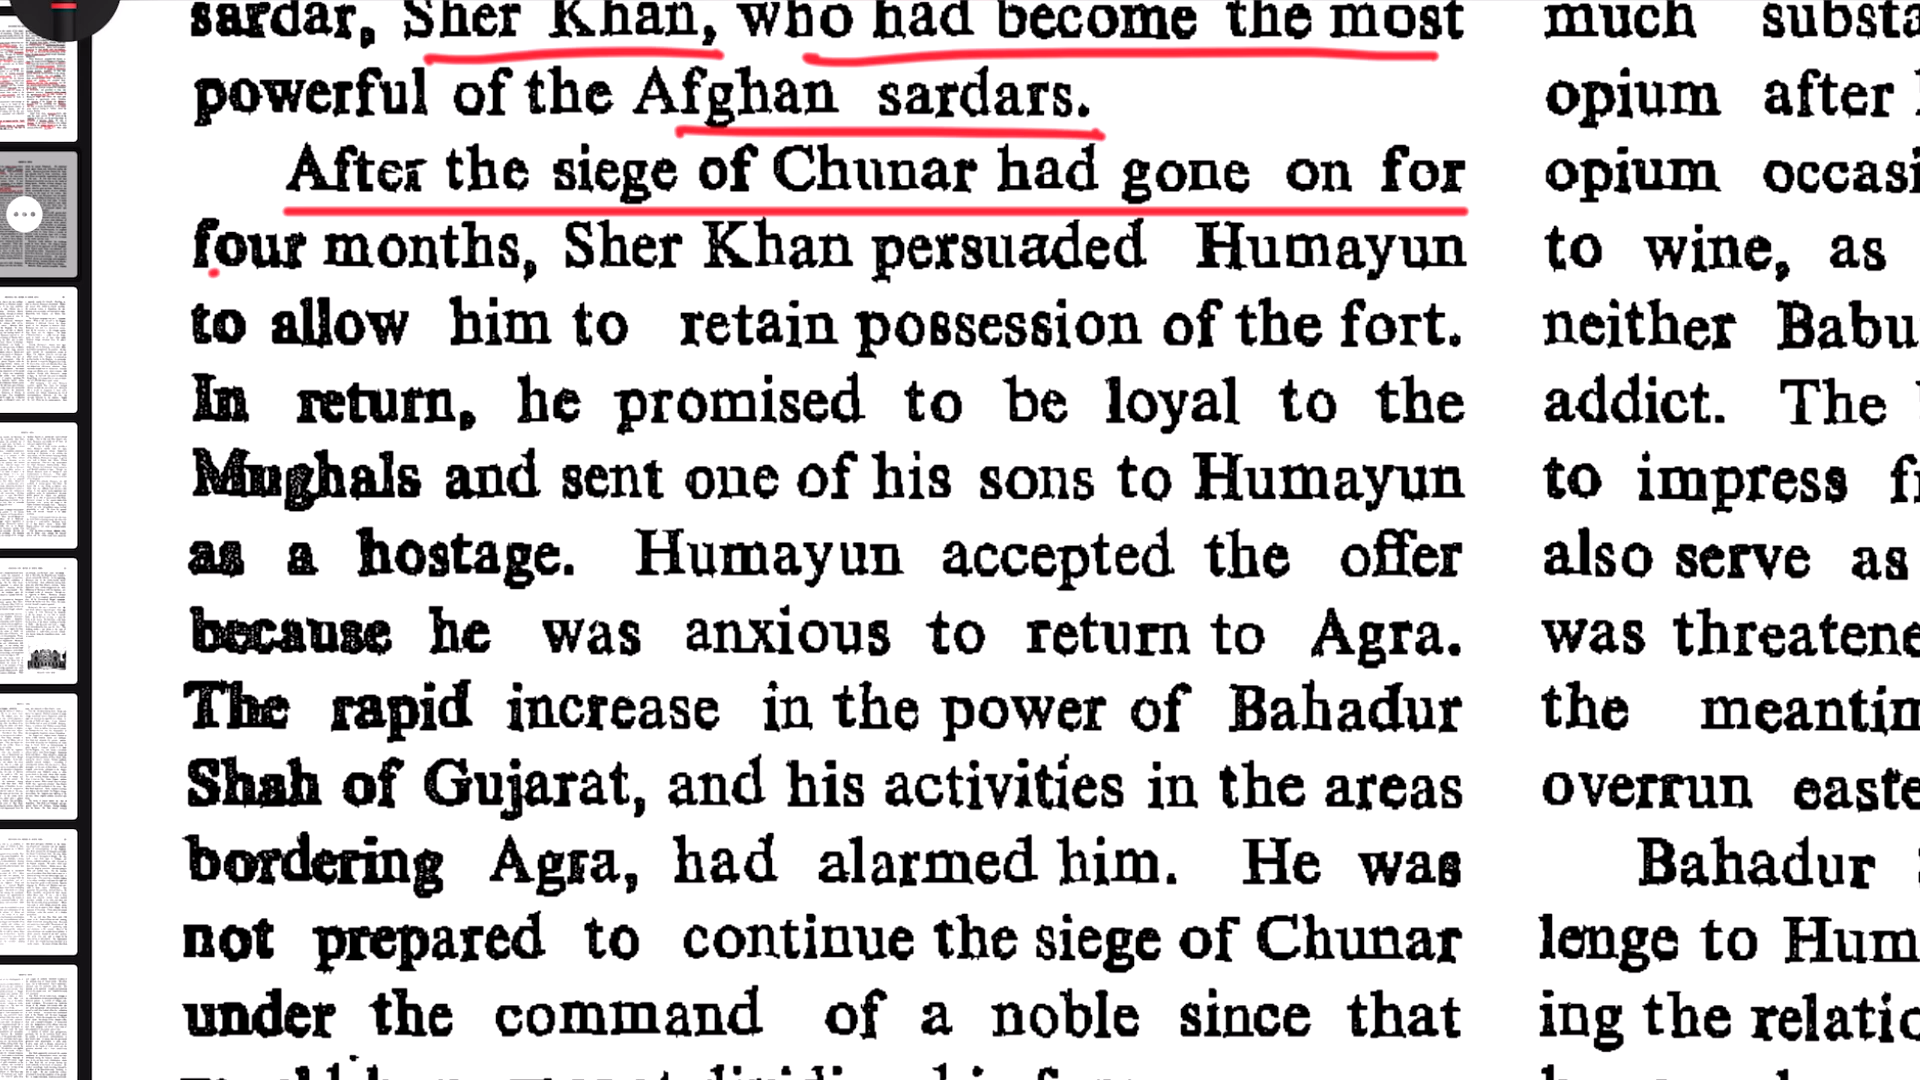 sardar, Sher Khan, who had become the most
powerful of the Afghan sardars.
After the siege of Chunar had gone on for
four months, Sher Khan persuaded Humayun
to allow him to retain possession of the fort.
In return, he promised to be loyal to the
Mughals and sent one of his sons to Humayun
as a hostage. Humayun accepted the offer
because he was anxious to return to Agra.
The rapid increase in the power of Bahadur
Shah of Gujarat, and his activities in the areas
bordering Agra, had alarmed him. He was
not prepared to continue the siege of Chunar
under the command of a noble since that
much
opium after
opium
to wine, as
neither
addict. The
to impress
also serve as
was
the
overrun
Bahadur
lenge to
ing the